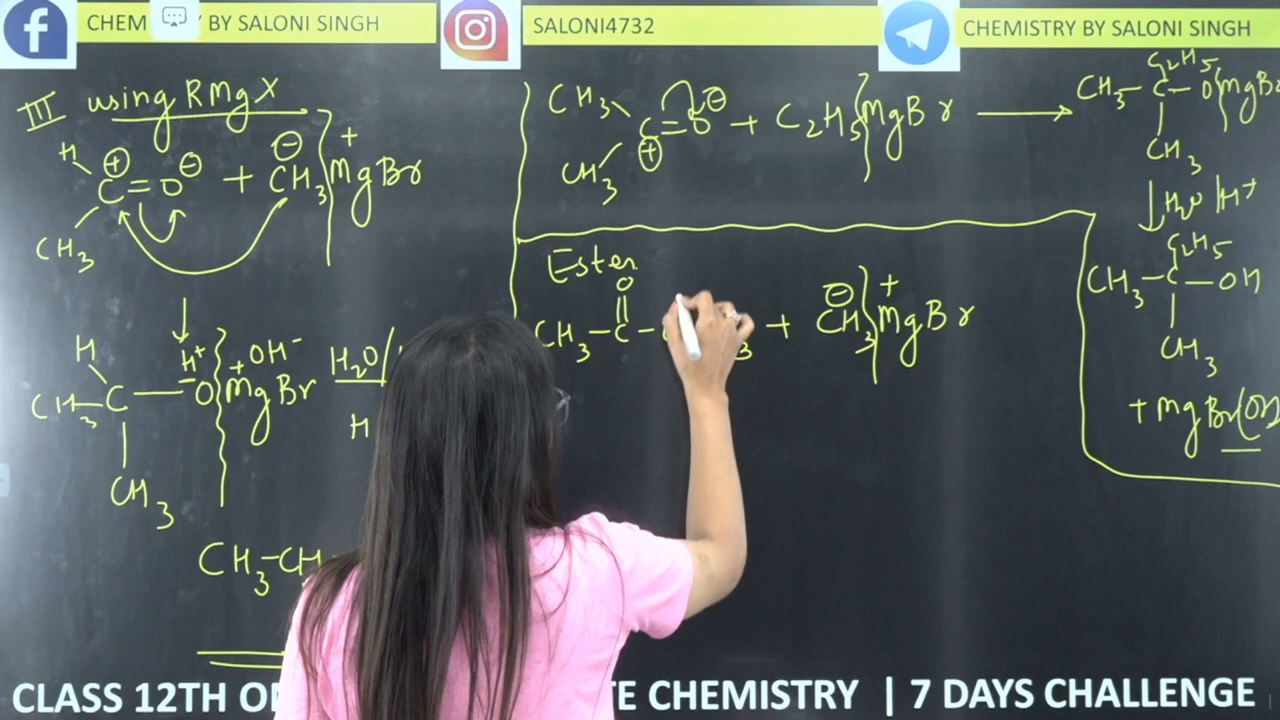 CHEM BY SALONI SINGH
SALONI4732
CHEMISTRY BY SALONI SINGH
III using RMgX
H
C=O + CH3 MgBr
CH3
H H+ OH-
CH3-C-O MgBr H2O/
CH3 H
CH3-CH
CH3
C=O + C2H5 MgBr →
CH3
C2H5
CH3-C-OMgBr
CH3
H2O/H+
C2H5
CH3-C-OH
CH3
+ MgBr(OH
Ester
O
CH3-C- 3 + CH3 MgBr
CLASS 12TH O TE CHEMISTRY | 7 DAYS CHALLENGE